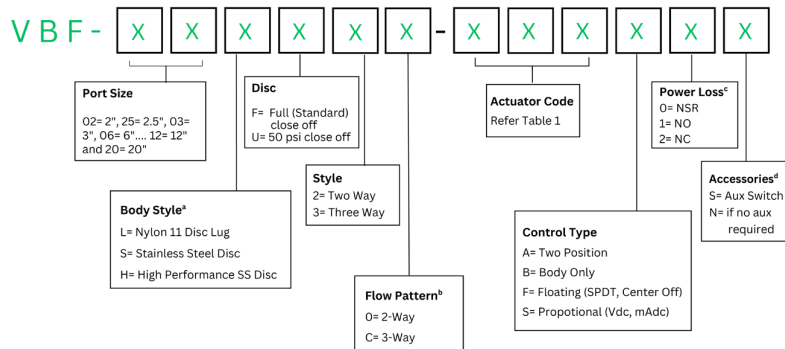 VBF- X X X X X X - X X X X X X
Port Size
02= 2", 25= 2.5", 03=
3", 06= 6".... 12= 12"
and 20= 20"
Disc
F= Full (Standard)
close off
U= 50 psi close off
Actuator Code
Refer Table 1
Power Lossᶜ
0= NSR
1= NO
2= NC
Style
2= Two Way
3= Three Way
Accessoriesᵈ
S= Aux Switch
N= if no aux
required
Body Styleᵃ
L= Nylon 11 Disc Lug
S= Stainless Steel Disc
H= High Performance SS Disc
Control Type
A= Two Position
B= Body Only
F= Floating (SPDT, Center Off)
S= Propotional (Vdc, mAdc)
Flow Patternᵇ
0= 2-Way
C= 3-Way